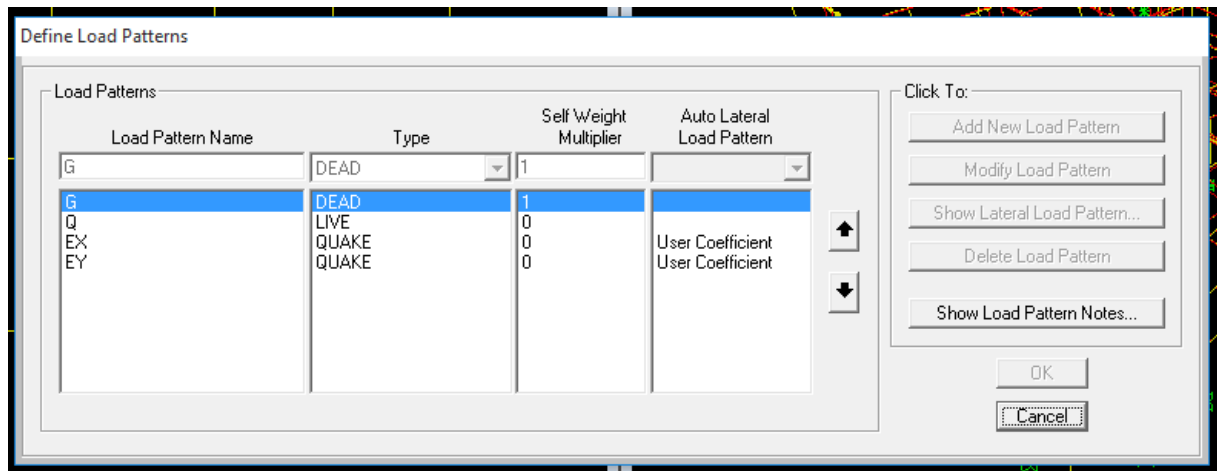 Define Load Patterns
Load Patterns
Load Pattern Name Type Self Weight Multiplier Auto Lateral Load Pattern
G DEAD 1
G DEAD 1
Q LIVE 0
EX QUAKE 0 User Coefficient
EY QUAKE 0 User Coefficient
Click To:
Add New Load Pattern
Modify Load Pattern
Show Lateral Load Pattern...
Delete Load Pattern
Show Load Pattern Notes...
OK
Cancel